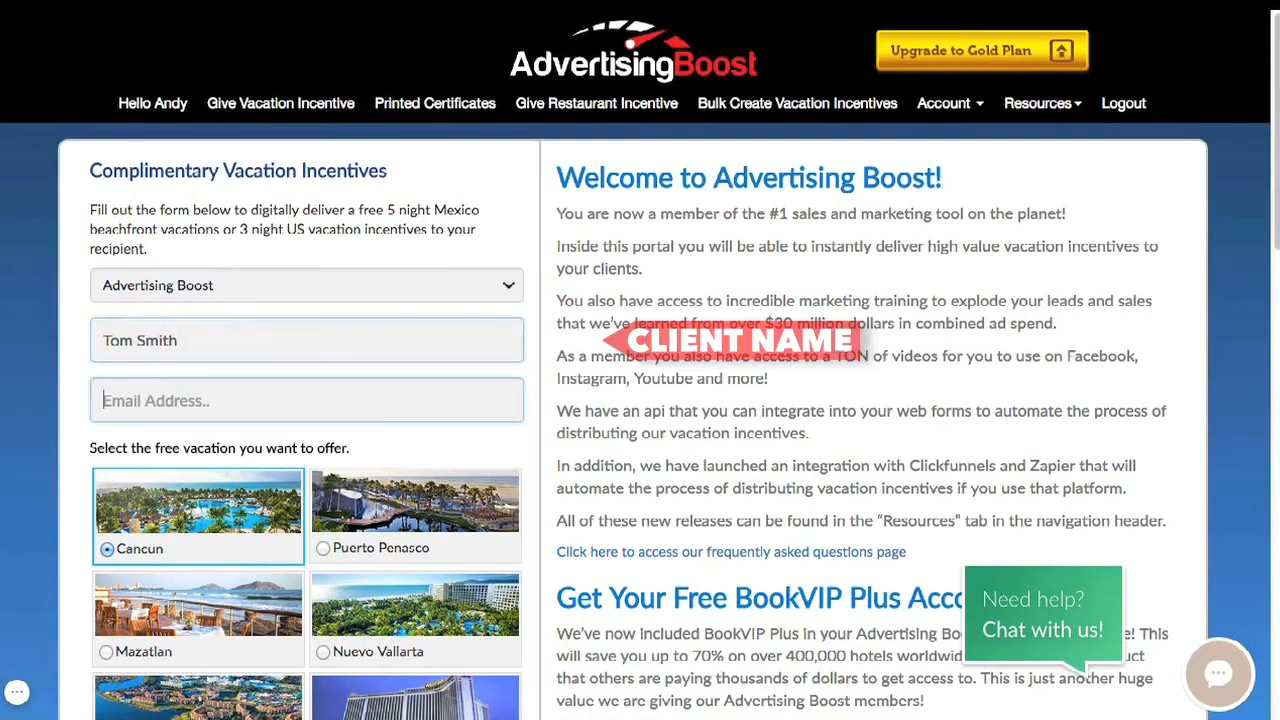 AdvertisingBoost
Upgrade to Gold Plan
Hello Andy Give Vacation Incentive Printed Certificates Give Restaurant Incentive Bulk Create Vacation Incentives Account Resources Logout
Complimentary Vacation Incentives
Fill out the form below to digitally deliver a free 5 night Mexico
beachfront vacations or 3 night US vacation incentives to your
recipient.
Advertising Boost
Tom Smith
Email Address..
Select the free vacation you want to offer.
Cancun
Puerto Penasco
Mazatlan
Nuevo Vallarta
Welcome to Advertising Boost!
You are now a member of the #1 sales and marketing tool on the planet!
Inside this portal you will be able to instantly deliver high value vacation incentives to
your clients.
You also have access to incredible marketing training to explode your leads and sales
that we've learned from over $30 million dollars in combined ad spend.
CLIENT NAME
As a member you also have access to a TON of videos for you to use on Facebook,
Instagram, Youtube and more!
We have an api that you can integrate into your web forms to automate the process of
distributing our vacation incentives.
In addition, we have launched an integration with Clickfunnels and Zapier that will
automate the process of distributing vacation incentives if you use that platform.
All of these new releases can be found in the “Resources” tab in the navigation header.
Click here to access our frequently asked questions page
Get Your Free BookVIP Plus
We've now included BookVIP Plus in your Advertising This
will save you up to 70% on over 400,000 hotels
that others are paying thousands of dollars to get access to. This is just another huge
value we are giving our Advertising Boost members!
Need help?
Chat with us!